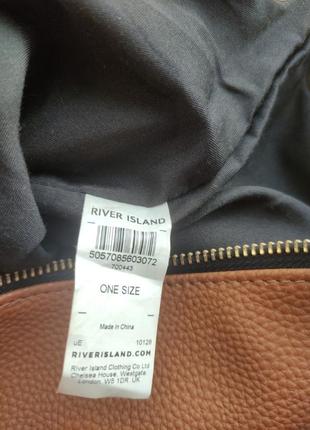 RIVER ISLAND
5057085603072
700443
ONE SIZE
Made in China
UE 10128
RIVERISLAND.COM
River Island Clothing Co Ltd
Chelsea House, Westgate
London, W5 1DR UK